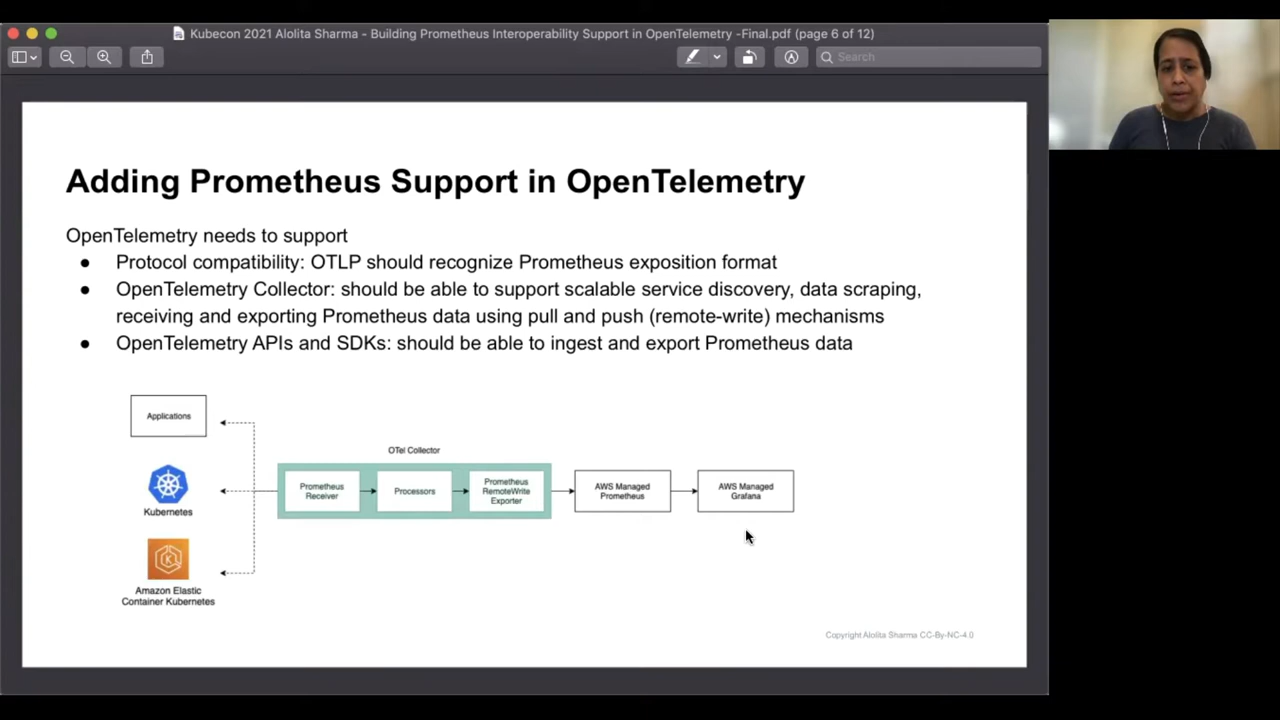 Kubecon 2021 Alolita Sharma - Building Prometheus Interoperability Support in OpenTelemetry -Final.pdf (page 6 of 12)
Search
Adding Prometheus Support in OpenTelemetry
OpenTelemetry needs to support
● Protocol compatibility: OTLP should recognize Prometheus exposition format
● OpenTelemetry Collector: should be able to support scalable service discovery, data scraping,
receiving and exporting Prometheus data using pull and push (remote-write) mechanisms
● OpenTelemetry APIs and SDKs: should be able to ingest and export Prometheus data
Applications
Kubernetes
Amazon Elastic
Container Kubernetes
OTel Collector
Prometheus
Receiver
Processors
Prometheus
RemoteWrite
Exporter
AWS Managed
Prometheus
AWS Managed
Grafana
Copyright Alolita Sharma CC-By-NC-4.0